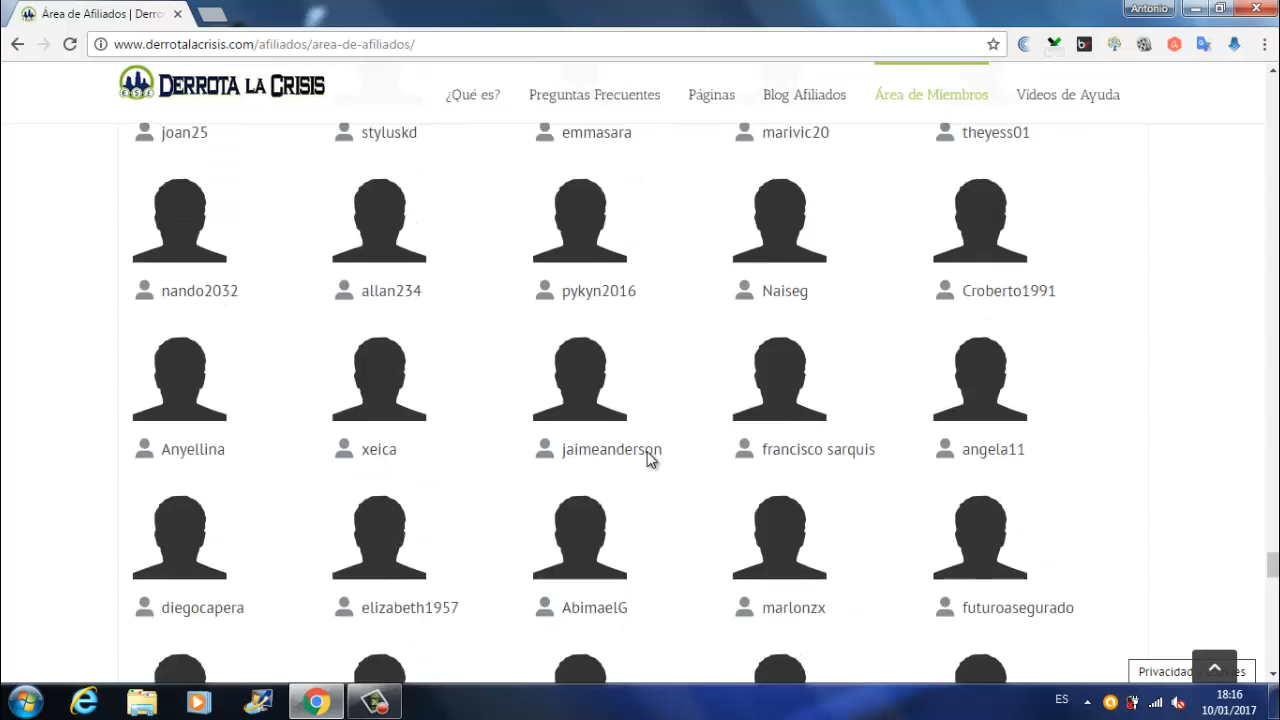 Área de Afiliados | Derro
Antonio
www.derrotalacrisis.com/afiliados/area-de-afiliados/
DERROTA LA CRISIS
¿Qué es?
Preguntas Frecuentes
Páginas
Blog Afiliados
Área de Miembros
Vídeos de Ayuda
joan25
styluskd
emmasara
marivic20
theyess01
nando2032
allan234
pykyn2016
Naiseg
Croberto1991
Anyellina
xeica
jaimeanderson
francisco sarquis
angela11
diegocapera
elizabeth1957
AbimaelG
marlonzx
futuroasegurado
Privacidad y cookies
ES
18:16
10/01/2017